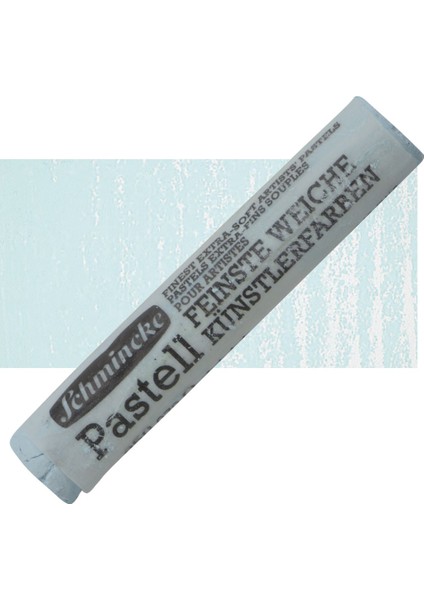 Schmincke
Pastell
FINEST EXTRA-SOFT ARTISTS' PASTELS
PASTELS EXTRA-FINS SOUPLES
POUR ARTISTES
FEINSTE WEICHE
KÜNSTLERFARBEN